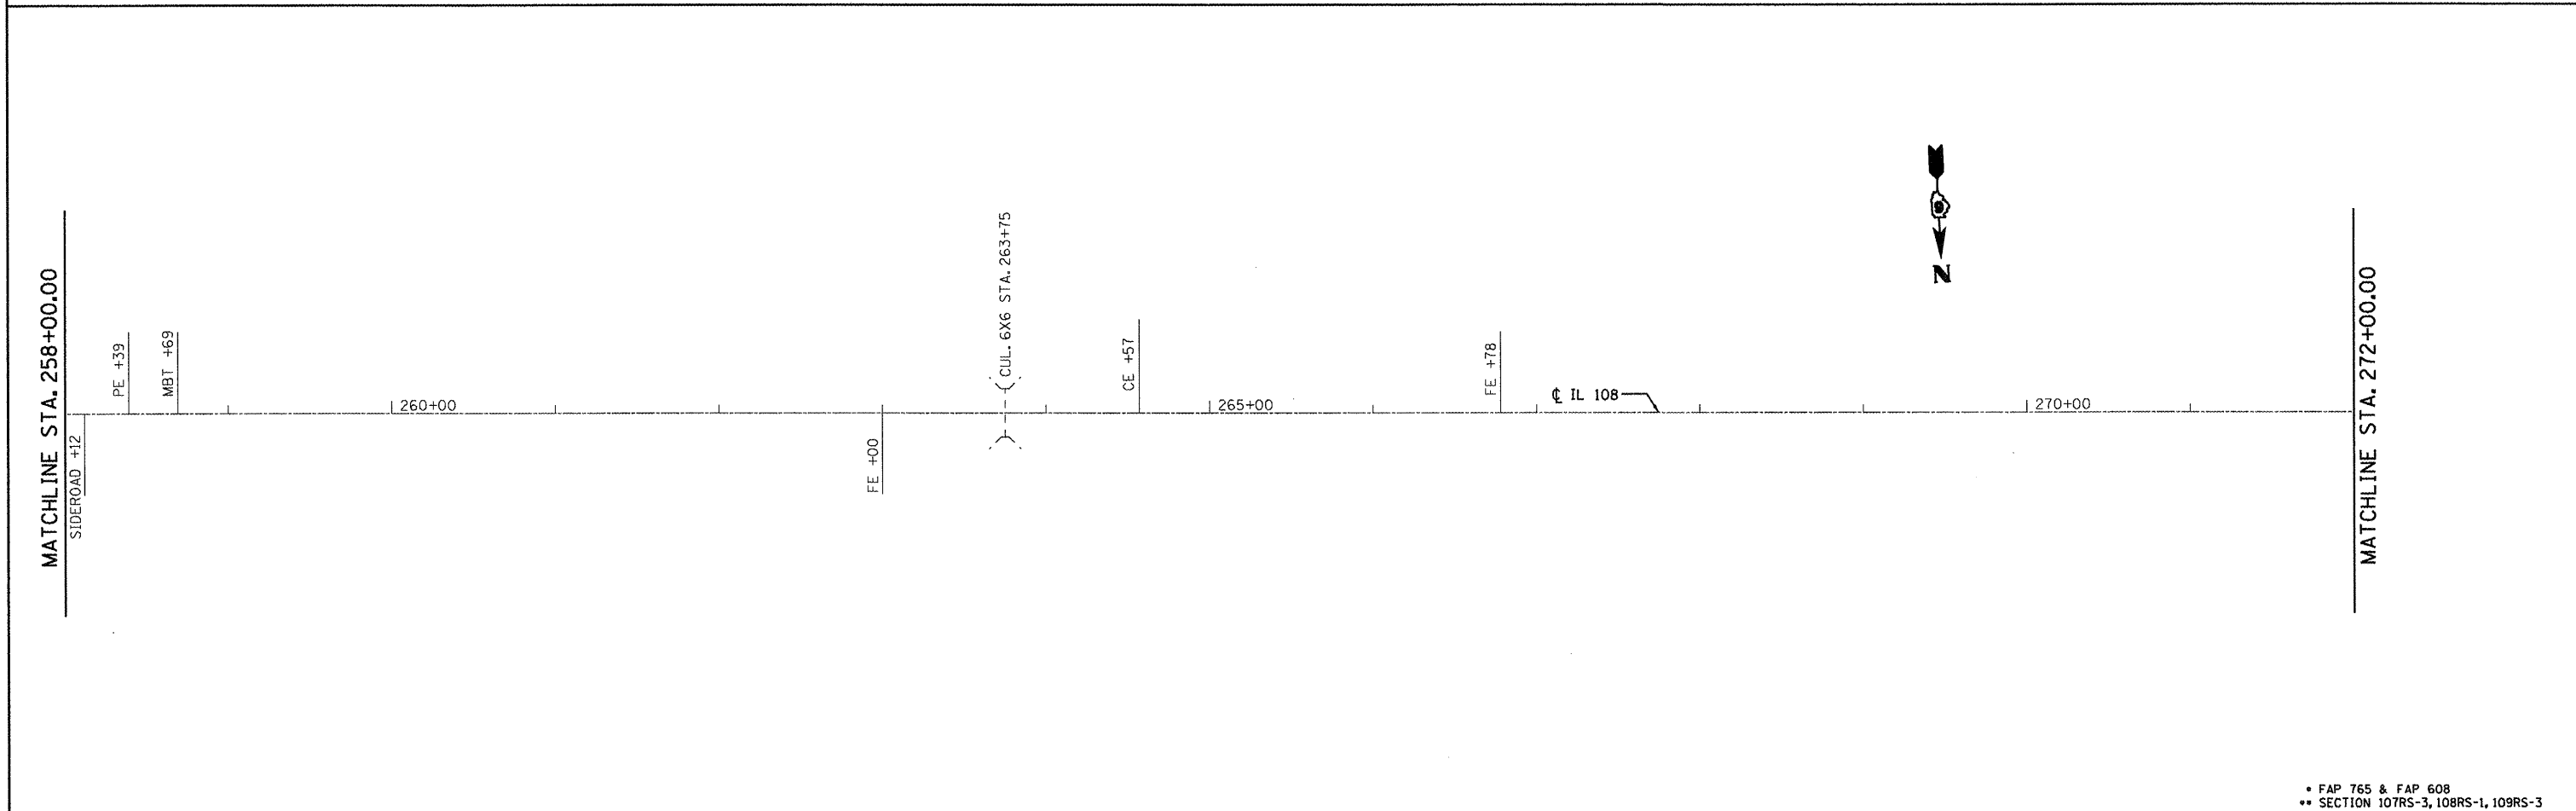 MATCHLINE STA. 258+00.00
SIDEROAD +12
PE +39
MBT +69
260+00
FE +00
CUL. 6X6 STA. 263+75
CE +57
265+00
FE +78
℄ IL 108
N
270+00
MATCHLINE STA. 272+00.00
* FAP 765 & FAP 608
** SECTION 107RS-3, 108RS-1, 109RS-3